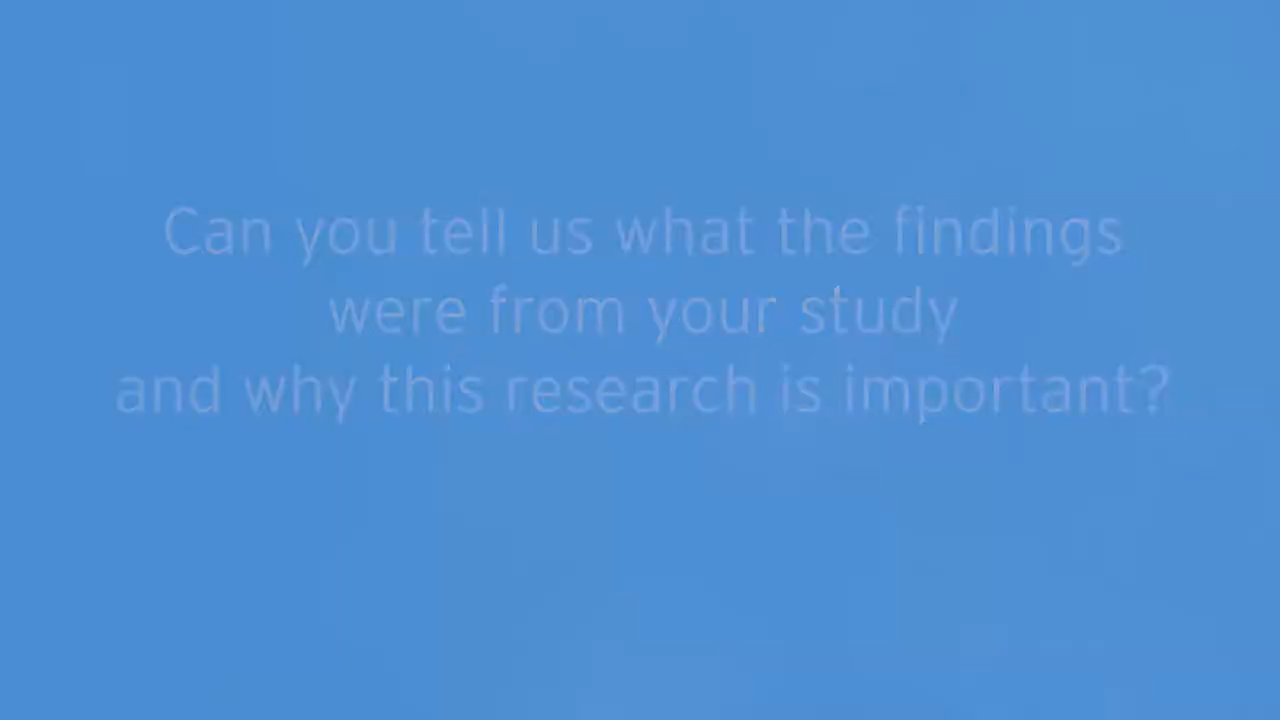 Can you tell us what the findings
were from your study
and why this research is important?